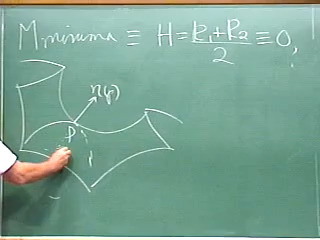 M mínima ≡ H = k₁+k₂/2 ≡ 0,
η(p)
p